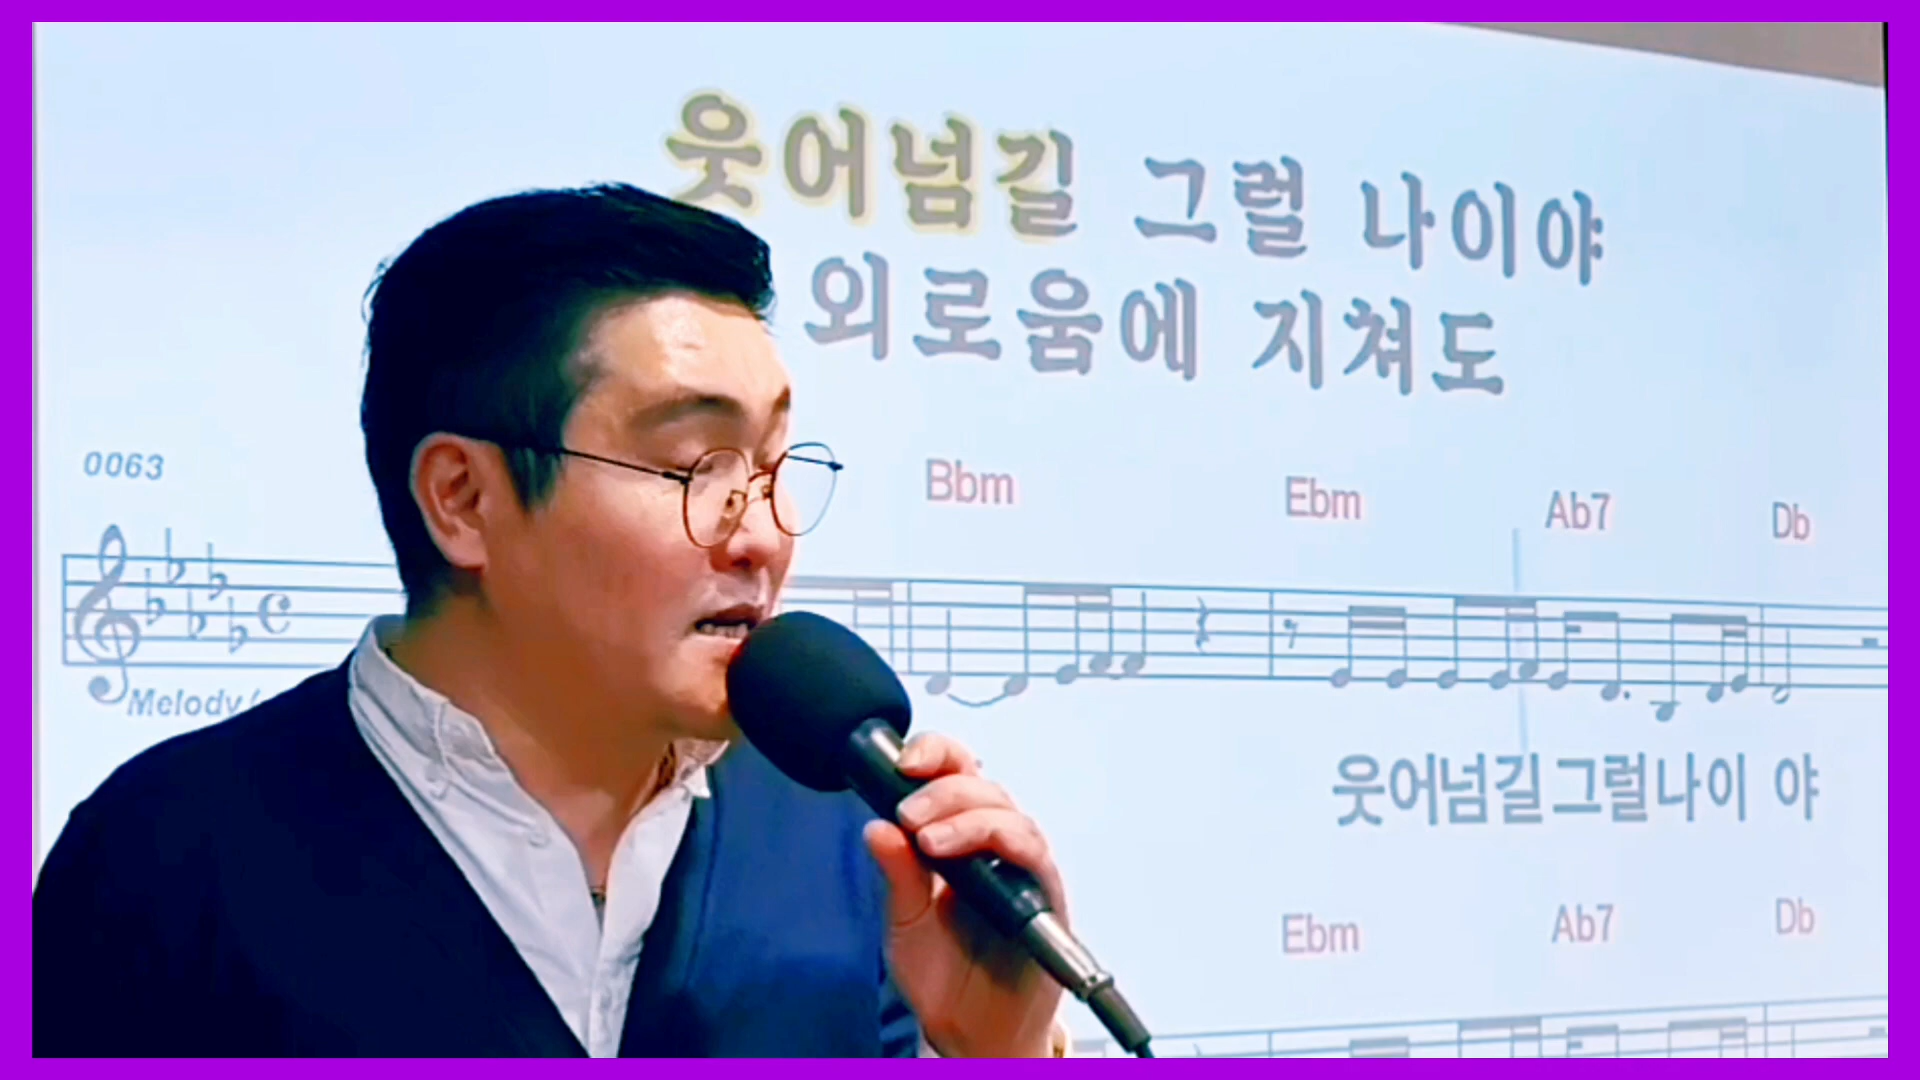 웃어넘길 그럴 나이야
외로움에 지쳐도
0063
Bbm Ebm Ab7 Db
Melody
웃어넘길그럴나이 야
Ebm Ab7 Db